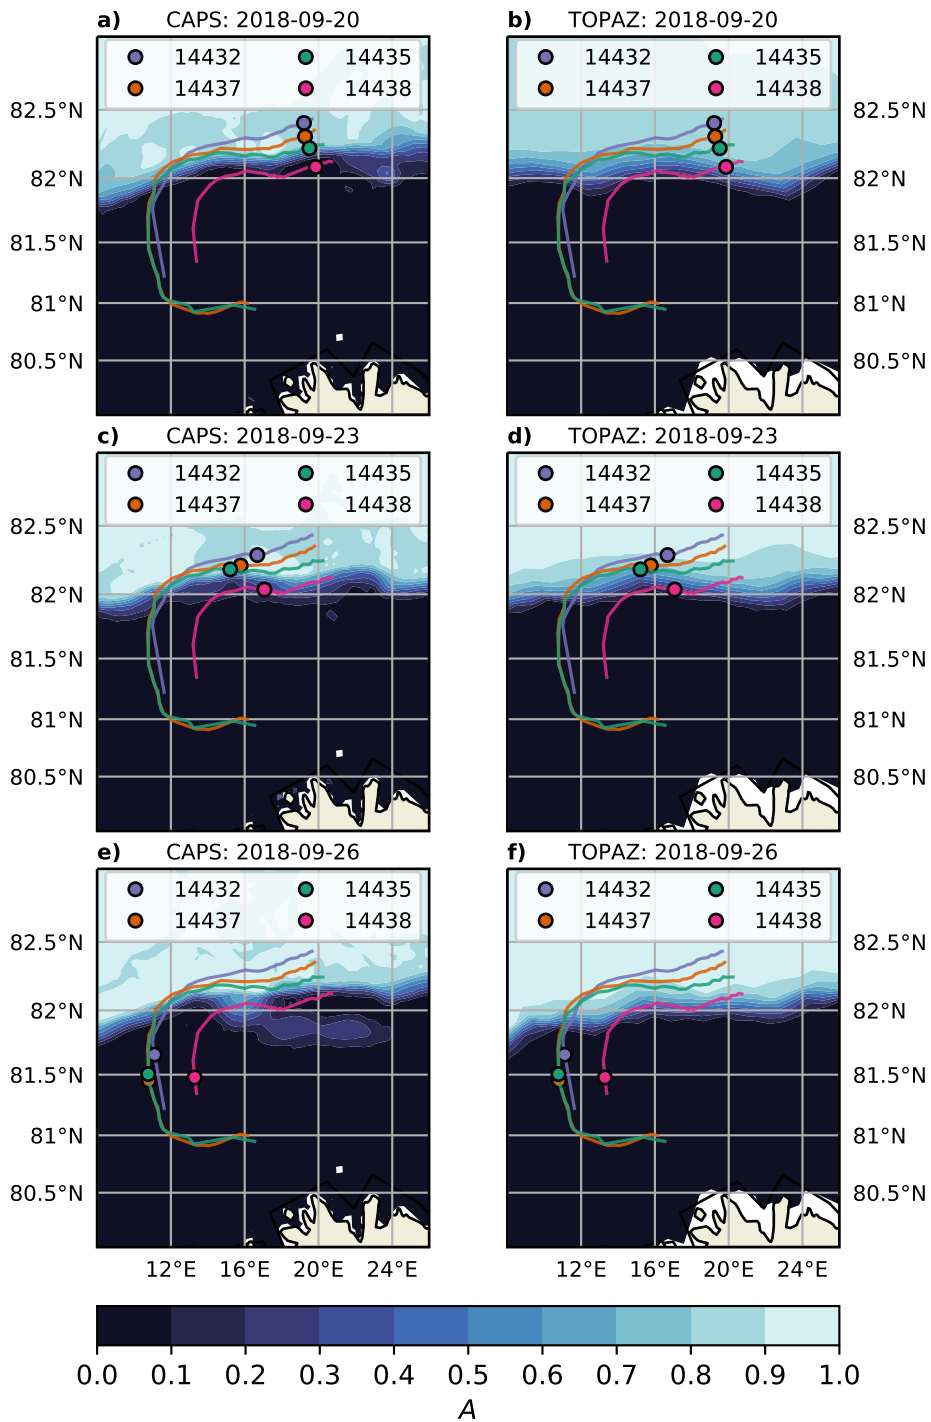 a) CAPS: 2018-09-20
b) TOPAZ: 2018-09-20
14432 14435
14437 14438
14432 14435
14437 14438
82.5°N 82.5°N
82°N 82°N
81.5°N 81.5°N
81°N 81°N
80.5°N 80.5°N
c) CAPS: 2018-09-23
d) TOPAZ: 2018-09-23
14432 14435
14437 14438
14432 14435
14437 14438
82.5°N 82.5°N
82°N 82°N
81.5°N 81.5°N
81°N 81°N
80.5°N 80.5°N
e) CAPS: 2018-09-26
f) TOPAZ: 2018-09-26
14432 14435
14437 14438
14432 14435
14437 14438
82.5°N 82.5°N
82°N 82°N
81.5°N 81.5°N
81°N 81°N
80.5°N 80.5°N
12°E 16°E 20°E 24°E
12°E 16°E 20°E 24°E
0.0 0.1 0.2 0.3 0.4 0.5 0.6 0.7 0.8 0.9 1.0
A